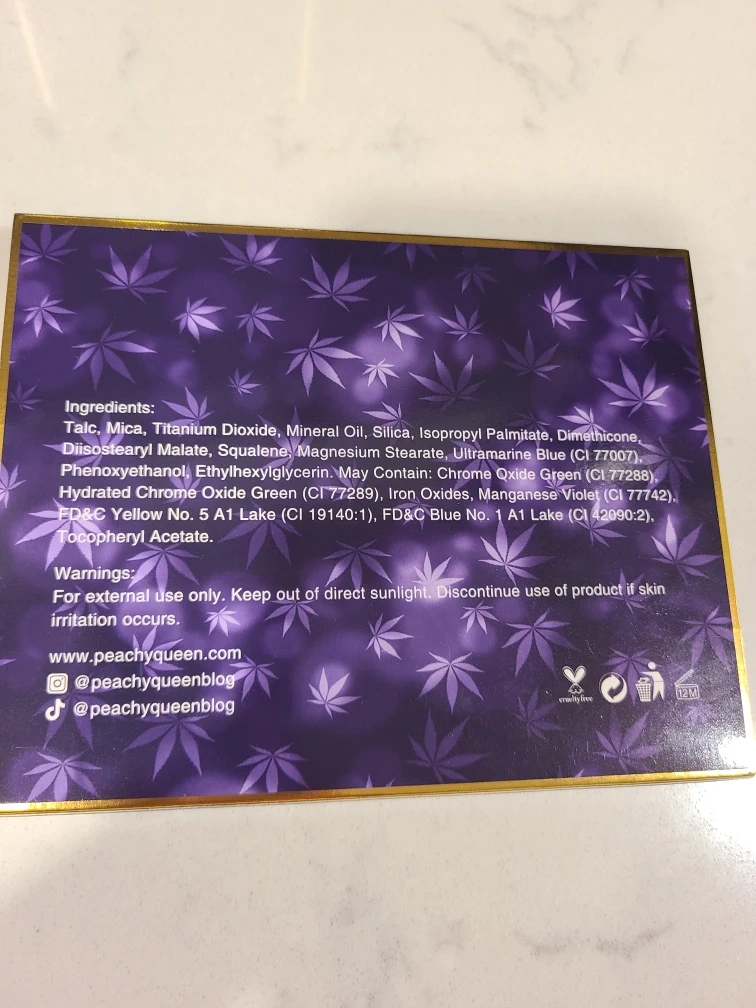 Ingredients:
Talc, Mica, Titanium Dioxide, Mineral Oil, Silica, Isopropyl Palmitate, Dimethicone,
Diisostearyl Malate, Squalene, Magnesium Stearate, Ultramarine Blue (CI 77007),
Phenoxyethanol, Ethylhexylglycerin. May Contain: Chrome Oxide Green (CI 77288),
Hydrated Chrome Oxide Green (CI 77289), Iron Oxides, Manganese Violet (CI 77742),
FD&C Yellow No. 5 A1 Lake (CI 19140:1), FD&C Blue No. 1 A1 Lake (CI 42090:2),
Tocopheryl Acetate.
Warnings:
For external use only. Keep out of direct sunlight. Discontinue use of product if skin
irritation occurs.
www.peachyqueen.com
@peachyqueenblog
@peachyqueenblog
crueltyfree
12M